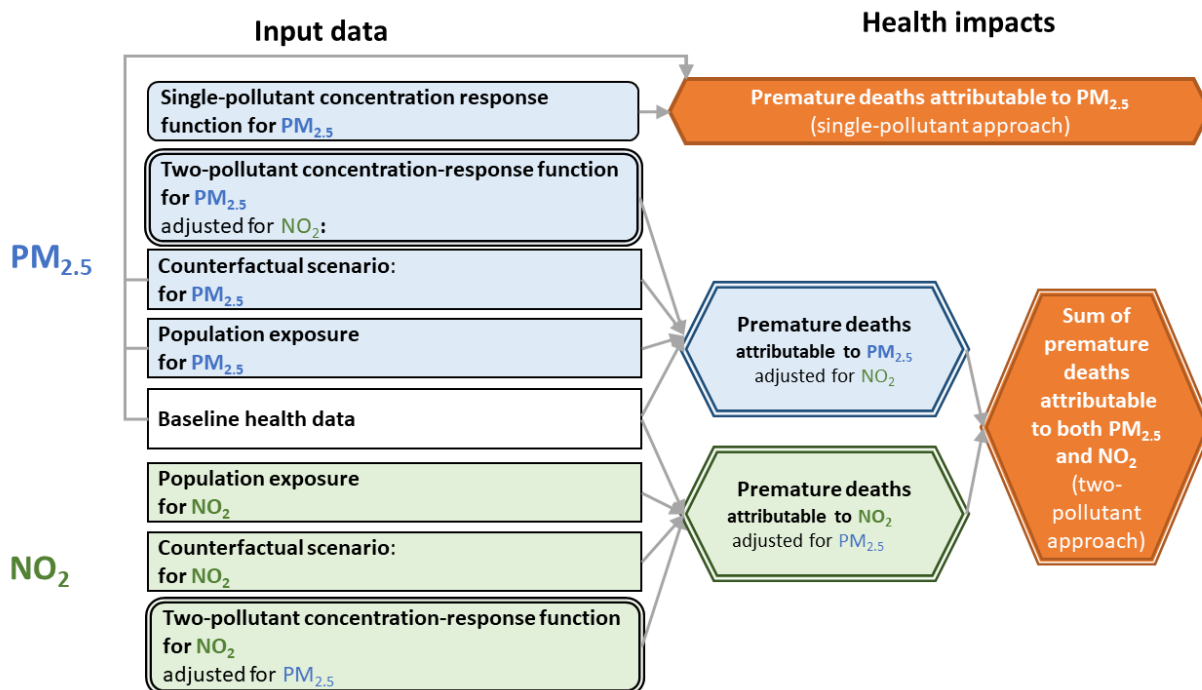 Input data
Health impacts
Single-pollutant concentration response
function for PM2.5
Premature deaths attributable to PM2.5
(single-pollutant approach)
Two-pollutant concentration-response function
for PM2.5
adjusted for NO2:
PM2.5
Counterfactual scenario:
for PM2.5
Population exposure
for PM2.5
Baseline health data
Premature deaths
attributable to PM2.5
adjusted for NO2
Sum of
premature
deaths
attributable
to both PM2.5
and NO2
(two-
pollutant
approach)
Population exposure
for NO2
Premature deaths
attributable to NO2
adjusted for PM2.5
NO2
Counterfactual scenario:
for NO2
Two-pollutant concentration-response function
for NO2
adjusted for PM2.5